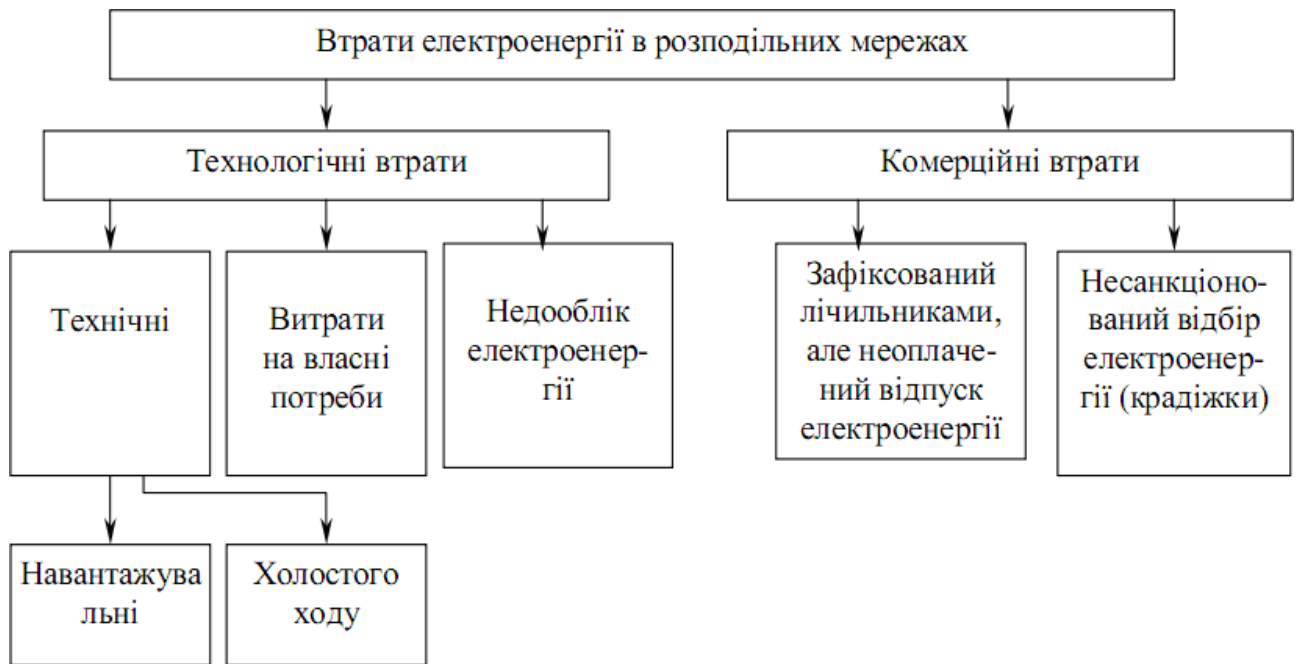 Втрати електроенергії в розподільних мережах
Технологічні втрати
Комерційні втрати
Технічні
Витрати
на власні
потреби
Недооблік
електроенер-
гії
Зафіксований
лічильниками,
але неоплаче-
ний відпуск
електроенергії
Несанкціоно-
ваний відбір
електроенер-
гії (крадіжки)
Навантажува
льні
Холостого
ходу